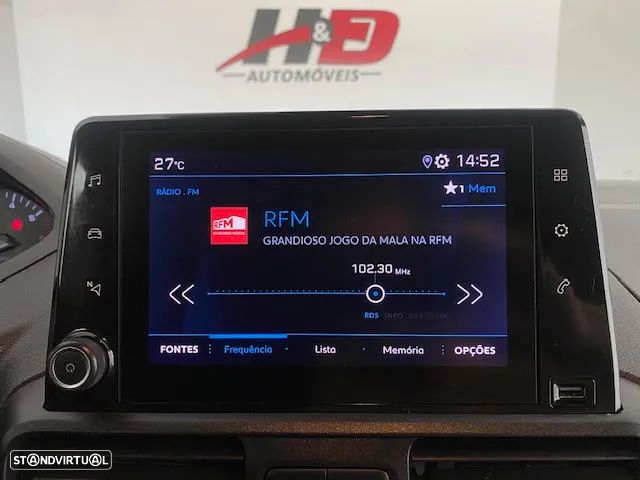 H&D
AUTOMÓVEIS
27°C
14:52
RÁDIO . FM
★1 Mem
RFM
RFM
GRANDIOSO JOGO DA MALA NA RFM
102.30 MHz
RDS INFO
FONTES Frequência Lista Memória OPÇÕES
N
STANDVIRTUAL